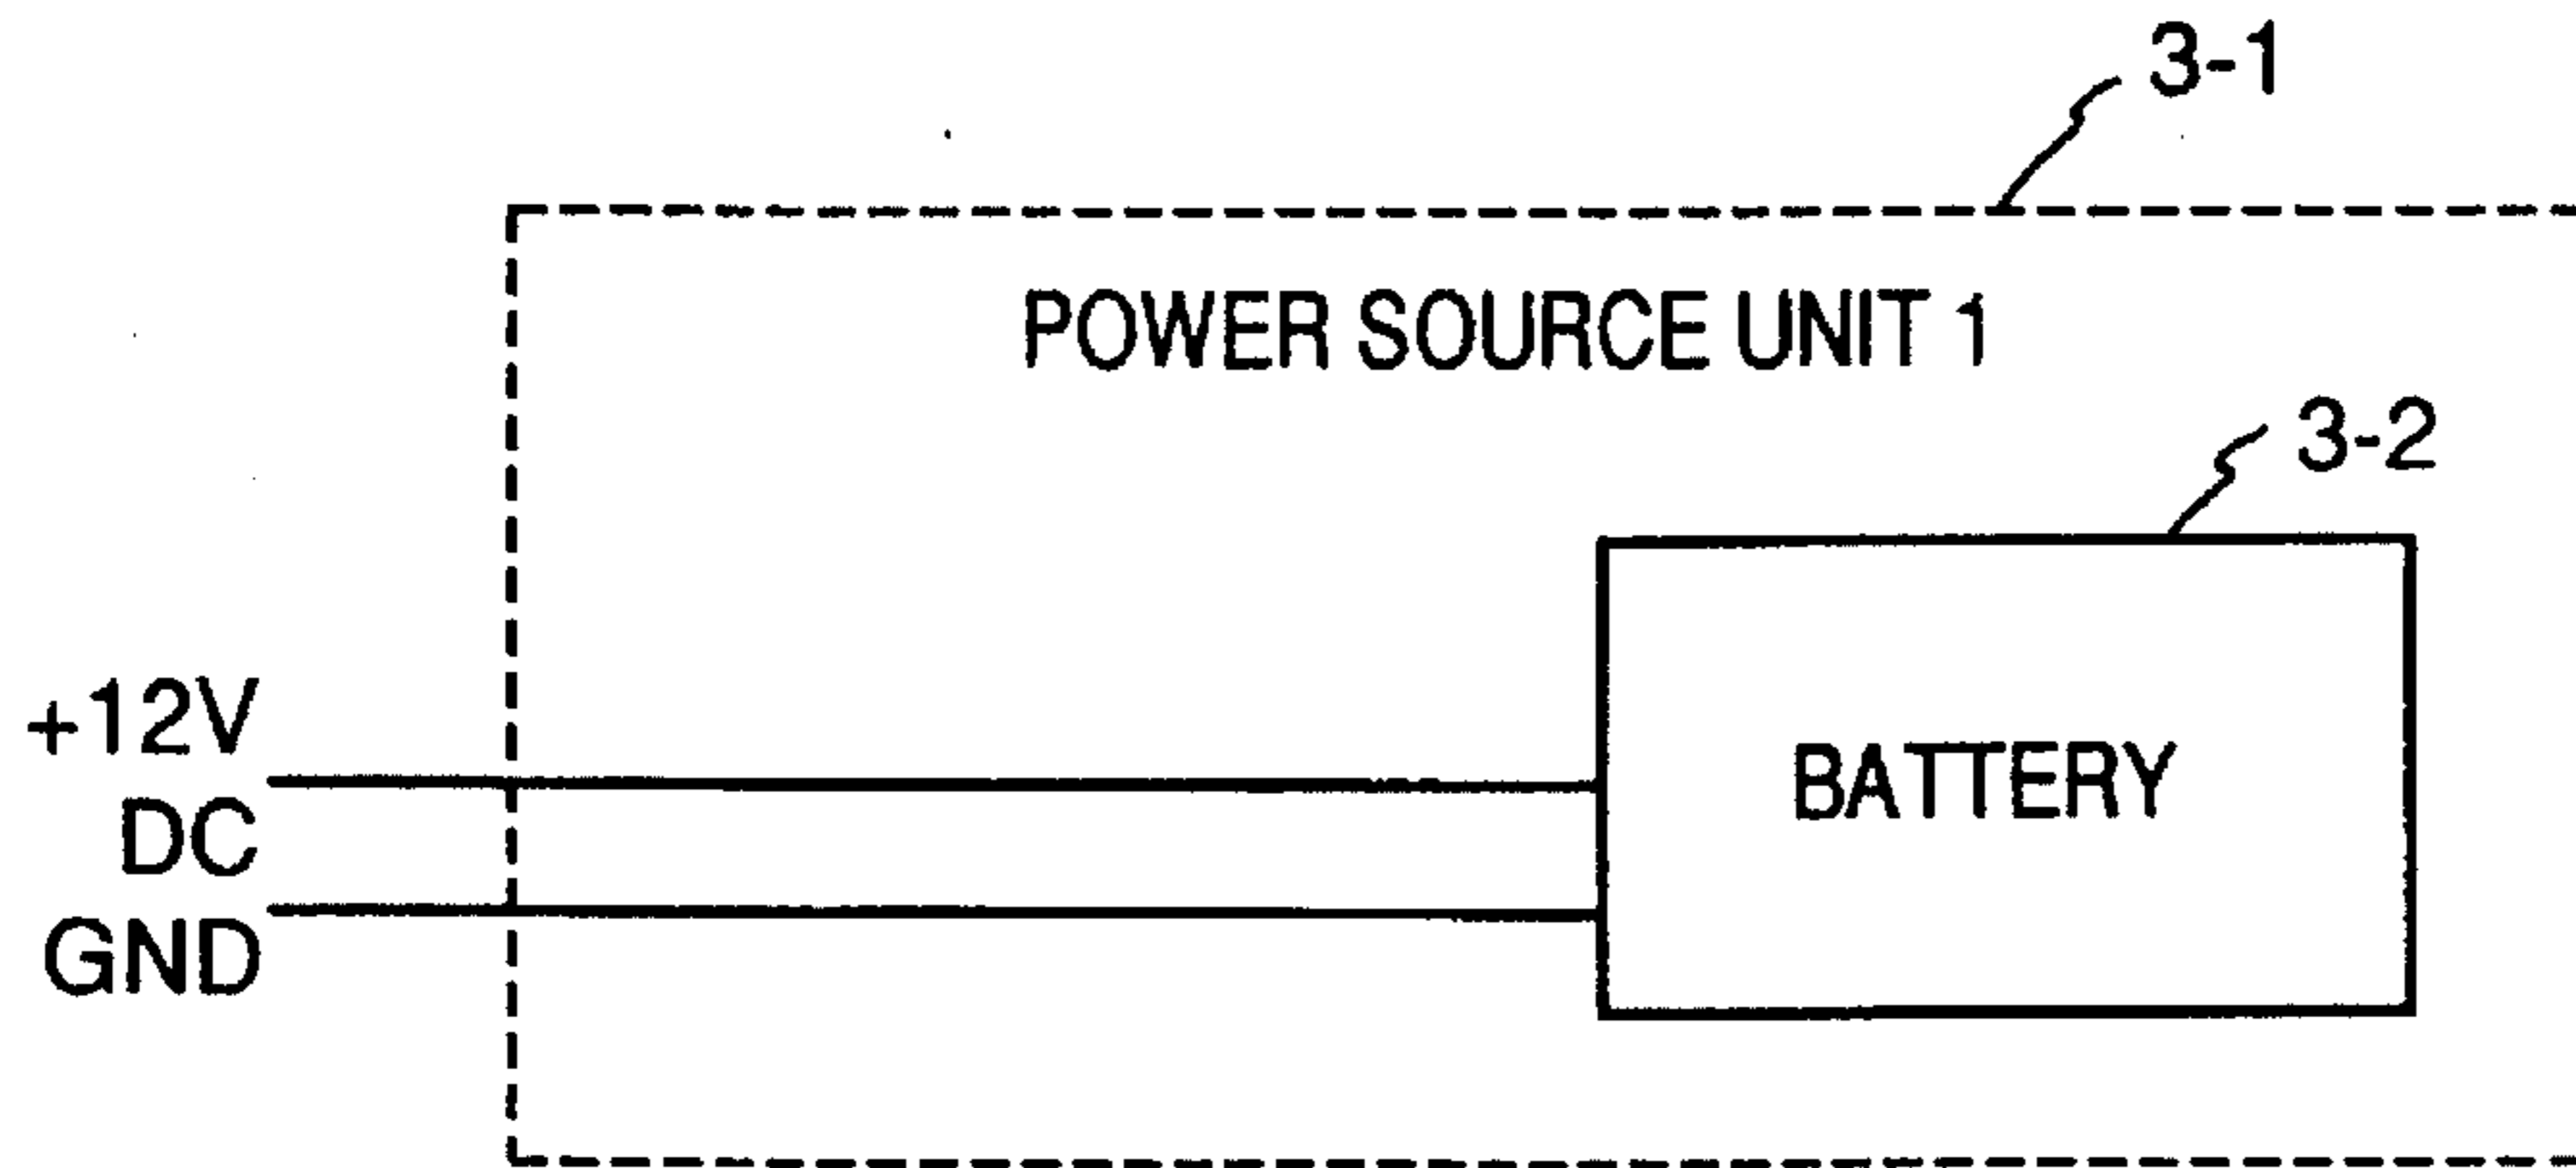 3-1
POWER SOURCE UNIT 1
3-2
+12V
DC
GND
BATTERY